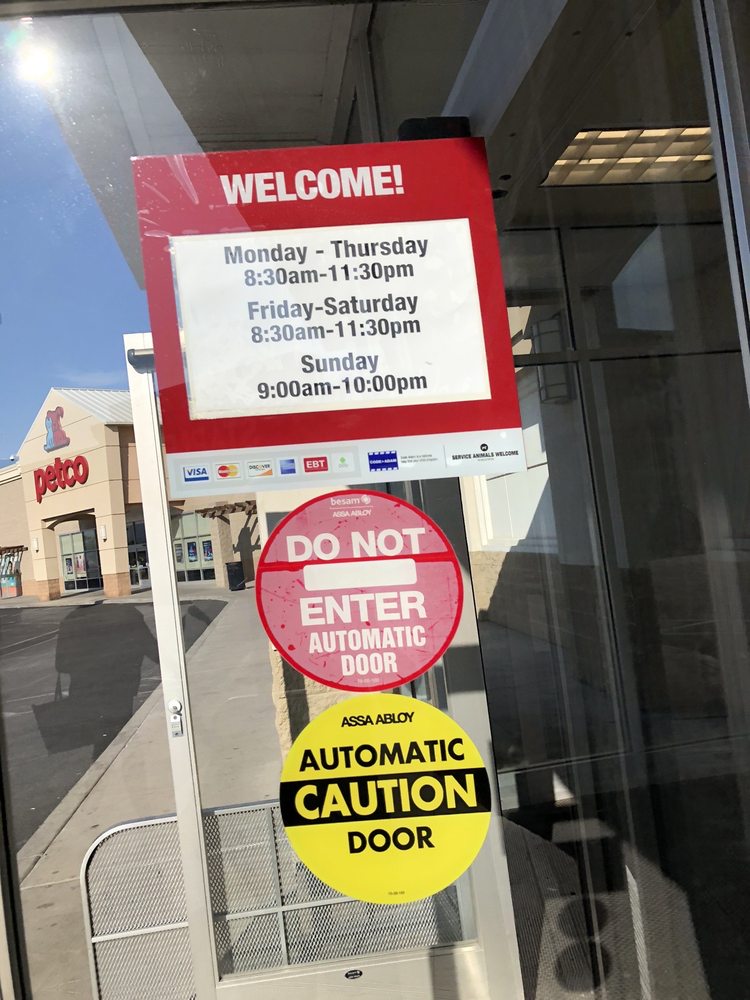 WELCOME!
Monday - Thursday
8:30am-11:30pm
Friday-Saturday
8:30am-11:30pm
Sunday
9:00am-10:00pm
petco
VISA
DISCOVER
EBT
CODE ADAM
SERVICE ANIMALS WELCOME
besam
ASSA ABLOY
DO NOT
ENTER
AUTOMATIC
DOOR
ASSA ABLOY
AUTOMATIC
CAUTION
DOOR